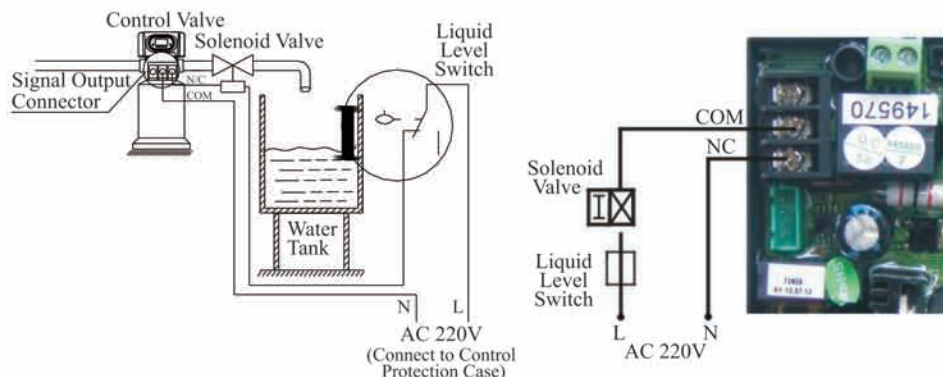 Control Valve
Solenoid Valve
Signal Output
Connector
N/C
COM
Liquid
Level
Switch
Water
Tank
N
L
AC 220V
(Connect to Control
Protection Case)
COM
NC
Solenoid
Valve
Liquid
Level
Switch
L
N
AC 220V
149570